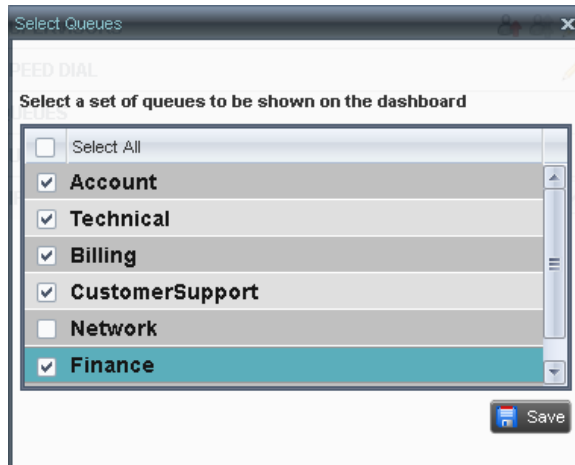 Select Queues
PEED DIAL
Select a set of queues to be shown on the dashboard
Select All
Account
Technical
Billing
CustomerSupport
Network
Finance
Save